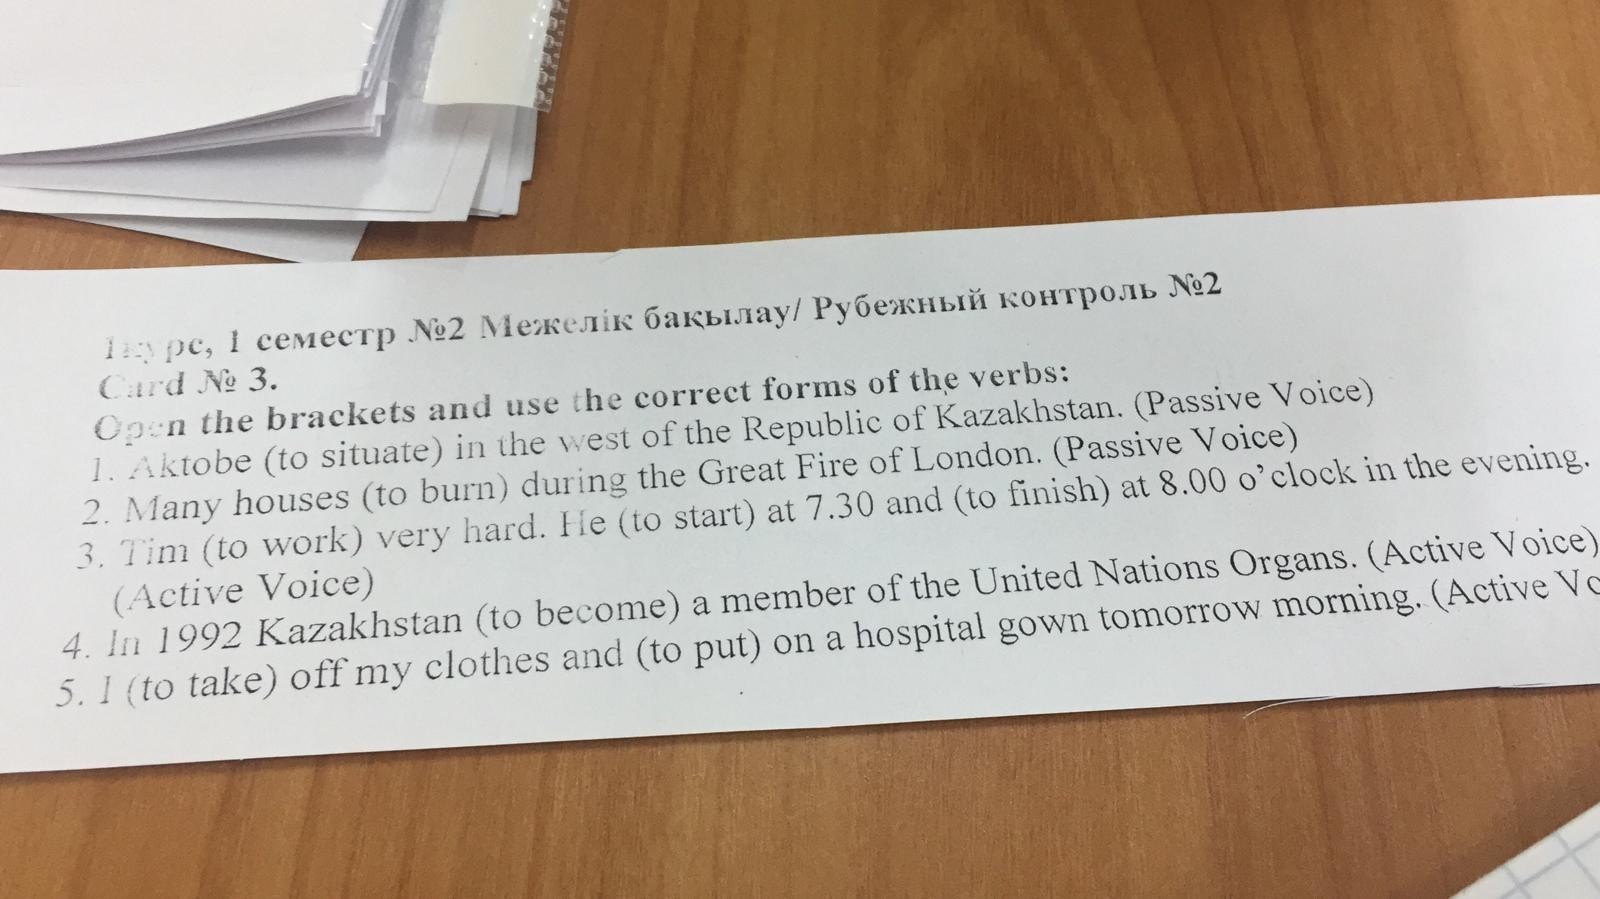 1курс, 1 семестр №2 Межелік бақылау/ Рубежный контроль №2
Card № 3.
Open the brackets and use the correct forms of the verbs:
1. Aktobe (to situate) in the west of the Republic of Kazakhstan. (Passive Voice)
2. Many houses (to burn) during the Great Fire of London. (Passive Voice)
3. Tim (to work) very hard. He (to start) at 7.30 and (to finish) at 8.00 o'clock in the evening.
(Active Voice)
4. In 1992 Kazakhstan (to become) a member of the United Nations Organs. (Active Voice)
5. I (to take) off my clothes and (to put) on a hospital gown tomorrow morning. (Active Vo